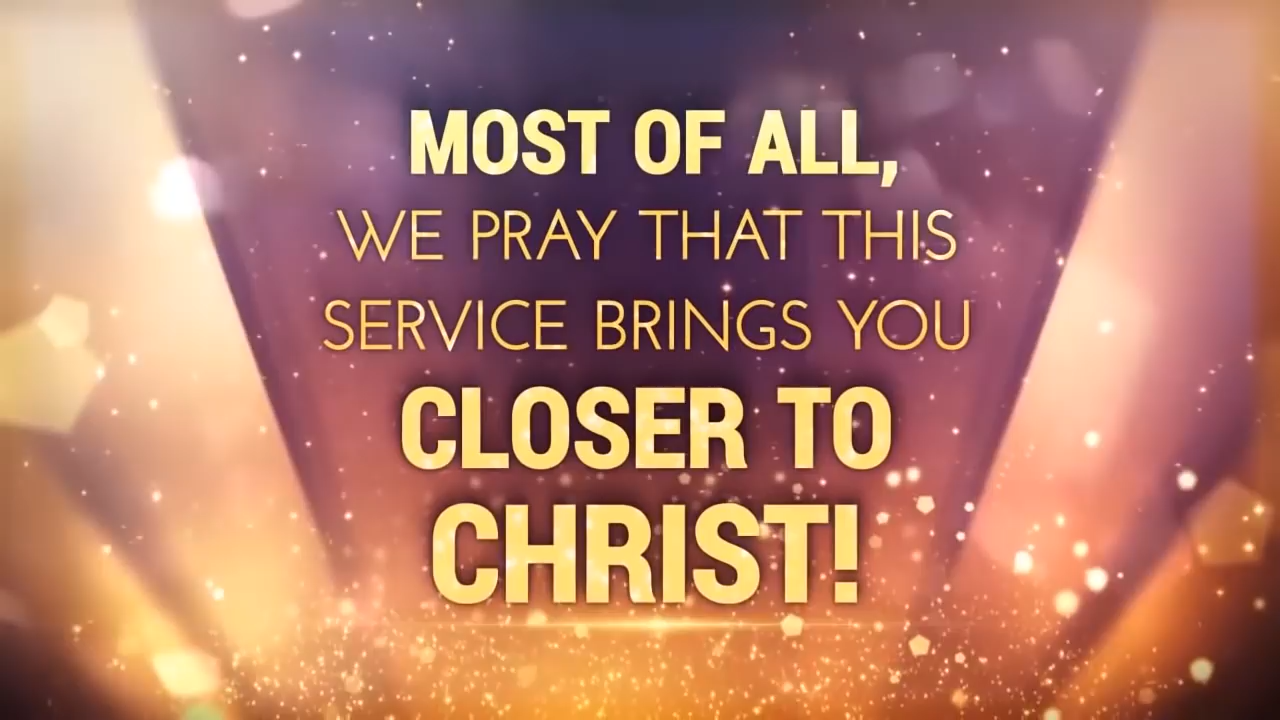 MOST OF ALL,
WE PRAY THAT THIS
SERVICE BRINGS YOU
CLOSER TO
CHRIST!